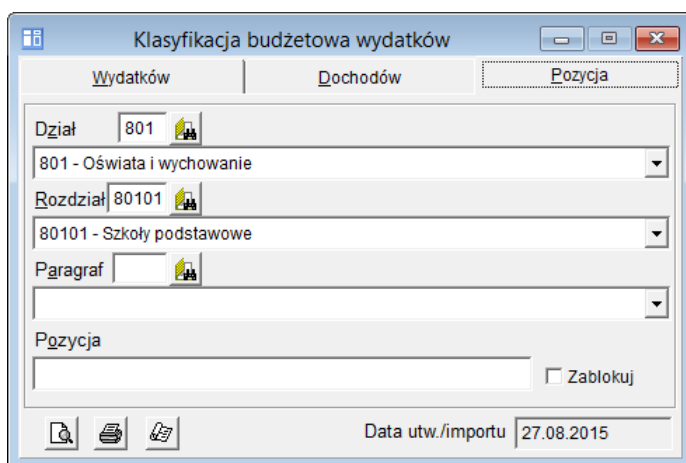 Klasyfikacja budżetowa wydatków
Wydatków Dochodów Pozycja
Dział 801
801 - Oświata i wychowanie
Rozdział 80101
80101 - Szkoły podstawowe
Paragraf
Pozycja
Zablokuj
Data utw./importu 27.08.2015